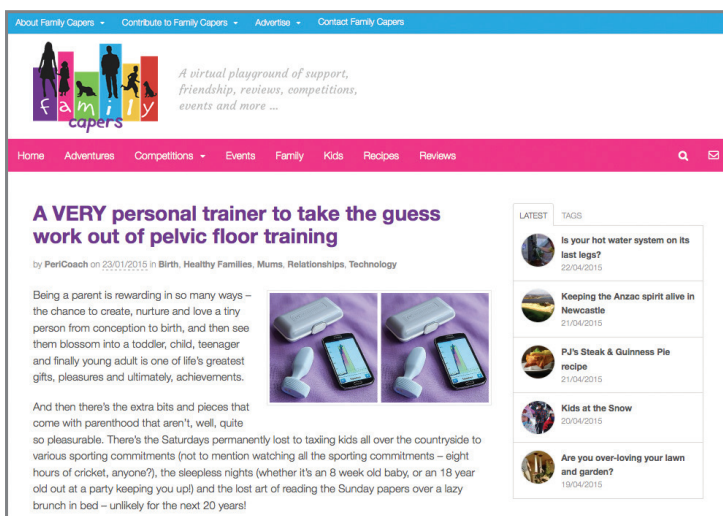 About Family Capers
Contribute to Family Capers
Advertise
Contact Family Capers
family
capers
A virtual playground of support,
friendship, reviews, competitions,
events and more ...
Home
Adventures
Competitions
Events
Family
Kids
Recipes
Reviews
A VERY personal trainer to take the guess
work out of pelvic floor training
by PeriCoach on 23/01/2015 in Birth, Healthy Families, Mums, Relationships, Technology
Being a parent is rewarding in so many ways –
the chance to create, nurture and love a tiny
person from conception to birth, and then see
them blossom into a toddler, child, teenager
and finally young adult is one of life's greatest
gifts, pleasures and ultimately, achievements.
And then there's the extra bits and pieces that
come with parenthood that aren't, well, quite
so pleasurable. There's the Saturdays permanently lost to taxiing kids all over the countryside to
various sporting commitments (not to mention watching all the sporting commitments – eight
hours of cricket, anyone?), the sleepless nights (whether it's an 8 week old baby, or an 18 year
old out at a party keeping you up!) and the lost art of reading the Sunday papers over a lazy
brunch in bed – unlikely for the next 20 years!
LATEST
TAGS
Is your hot water system on its
last legs?
22/04/2015
Keeping the Anzac spirit alive in
Newcastle
21/04/2015
PJ's Steak & Guinness Pie
recipe
21/04/2015
Kids at the Snow
20/04/2015
Are you over-loving your lawn
and garden?
19/04/2015